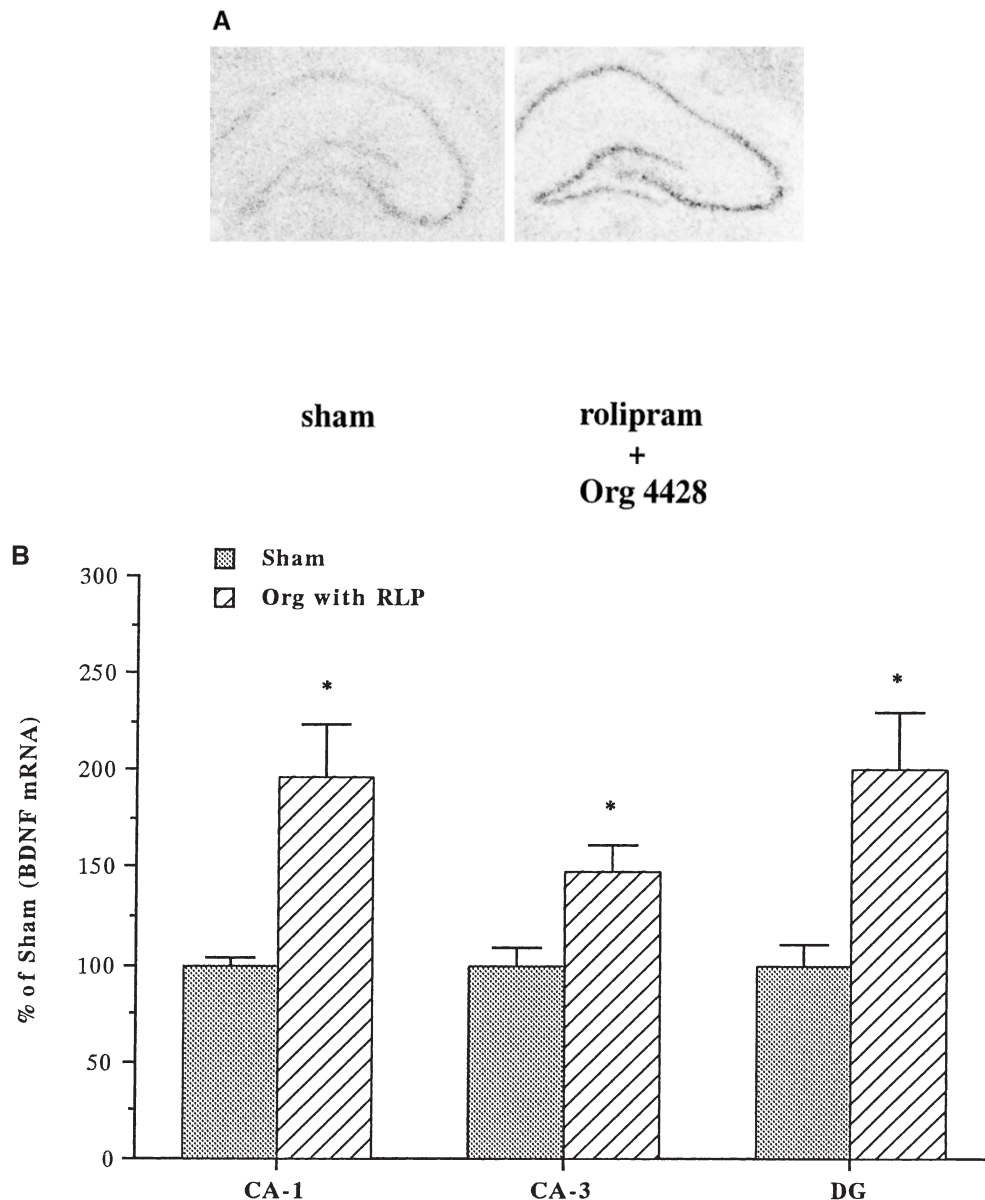 A
sham
rolipram
+
Org 4428
B
Sham
Org with RLP
% of Sham (BDNF mRNA)
300
250
200
150
100
50
0
*
*
*
CA-1
CA-3
DG